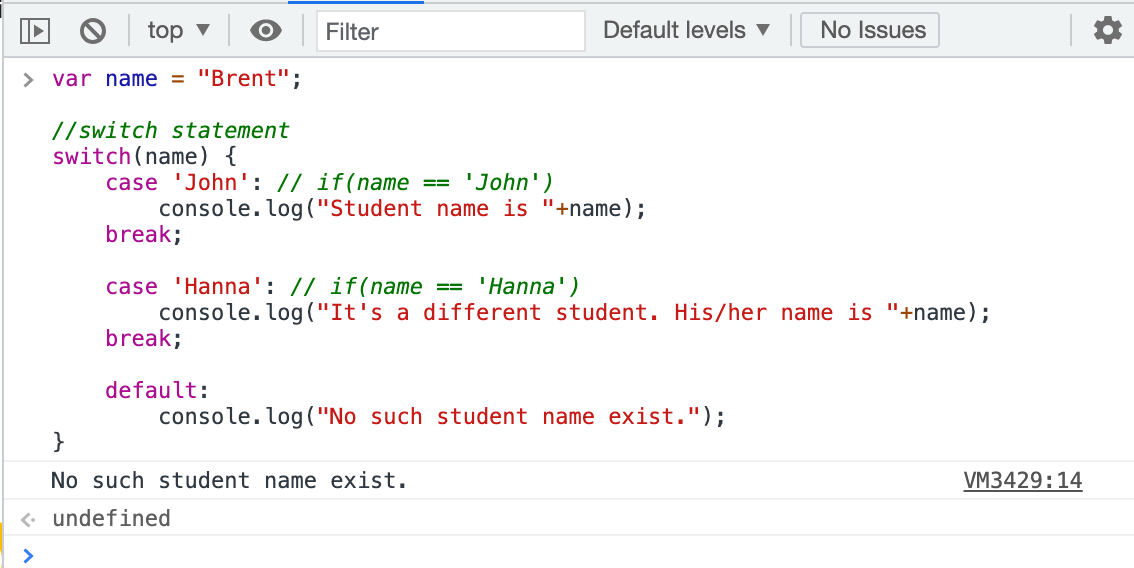 top ▼ Filter Default levels ▼ No Issues
> var name = "Brent";
//switch statement
switch(name) {
    case 'John': // if(name == 'John')
        console.log("Student name is "+name);
    break;
    case 'Hanna': // if(name == 'Hanna')
        console.log("It's a different student. His/her name is "+name);
    break;
    default:
        console.log("No such student name exist.");
}
No such student name exist. VM3429:14
undefined
>